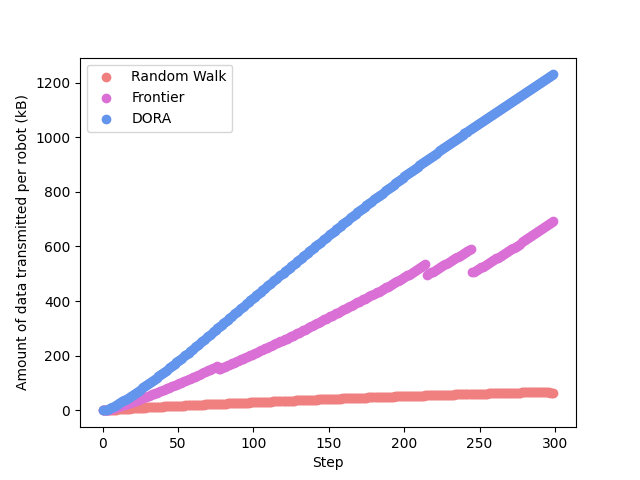 Random Walk
Frontier
DORA
Amount of data transmitted per robot (kB)
1200
1000
800
600
400
200
0
0 50 100 150 200 250 300
Step